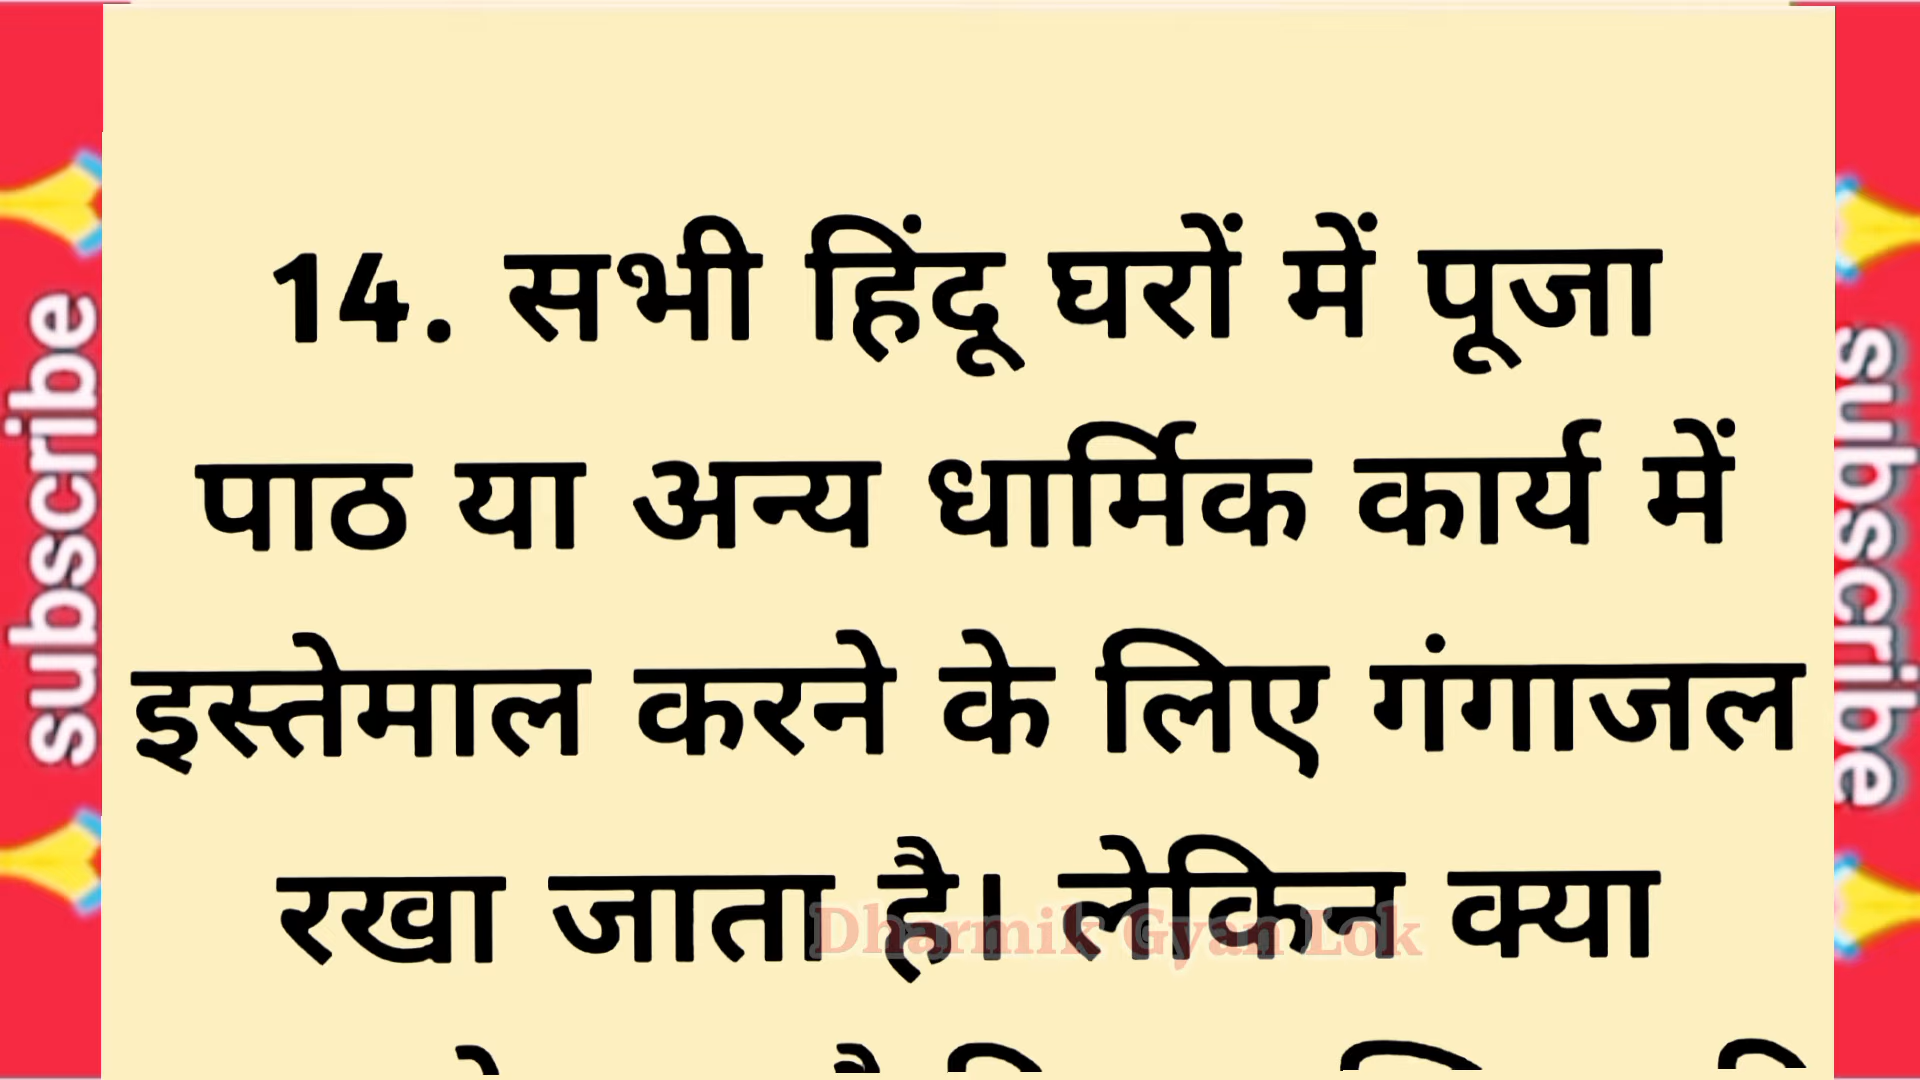 14. सभी हिंदू घरों में पूजा
पाठ या अन्य धार्मिक कार्य में
इस्तेमाल करने के लिए गंगाजल
रखा जाता है। लेकिन क्या
Dharmik Gyan Lok
subscribe
subscribe